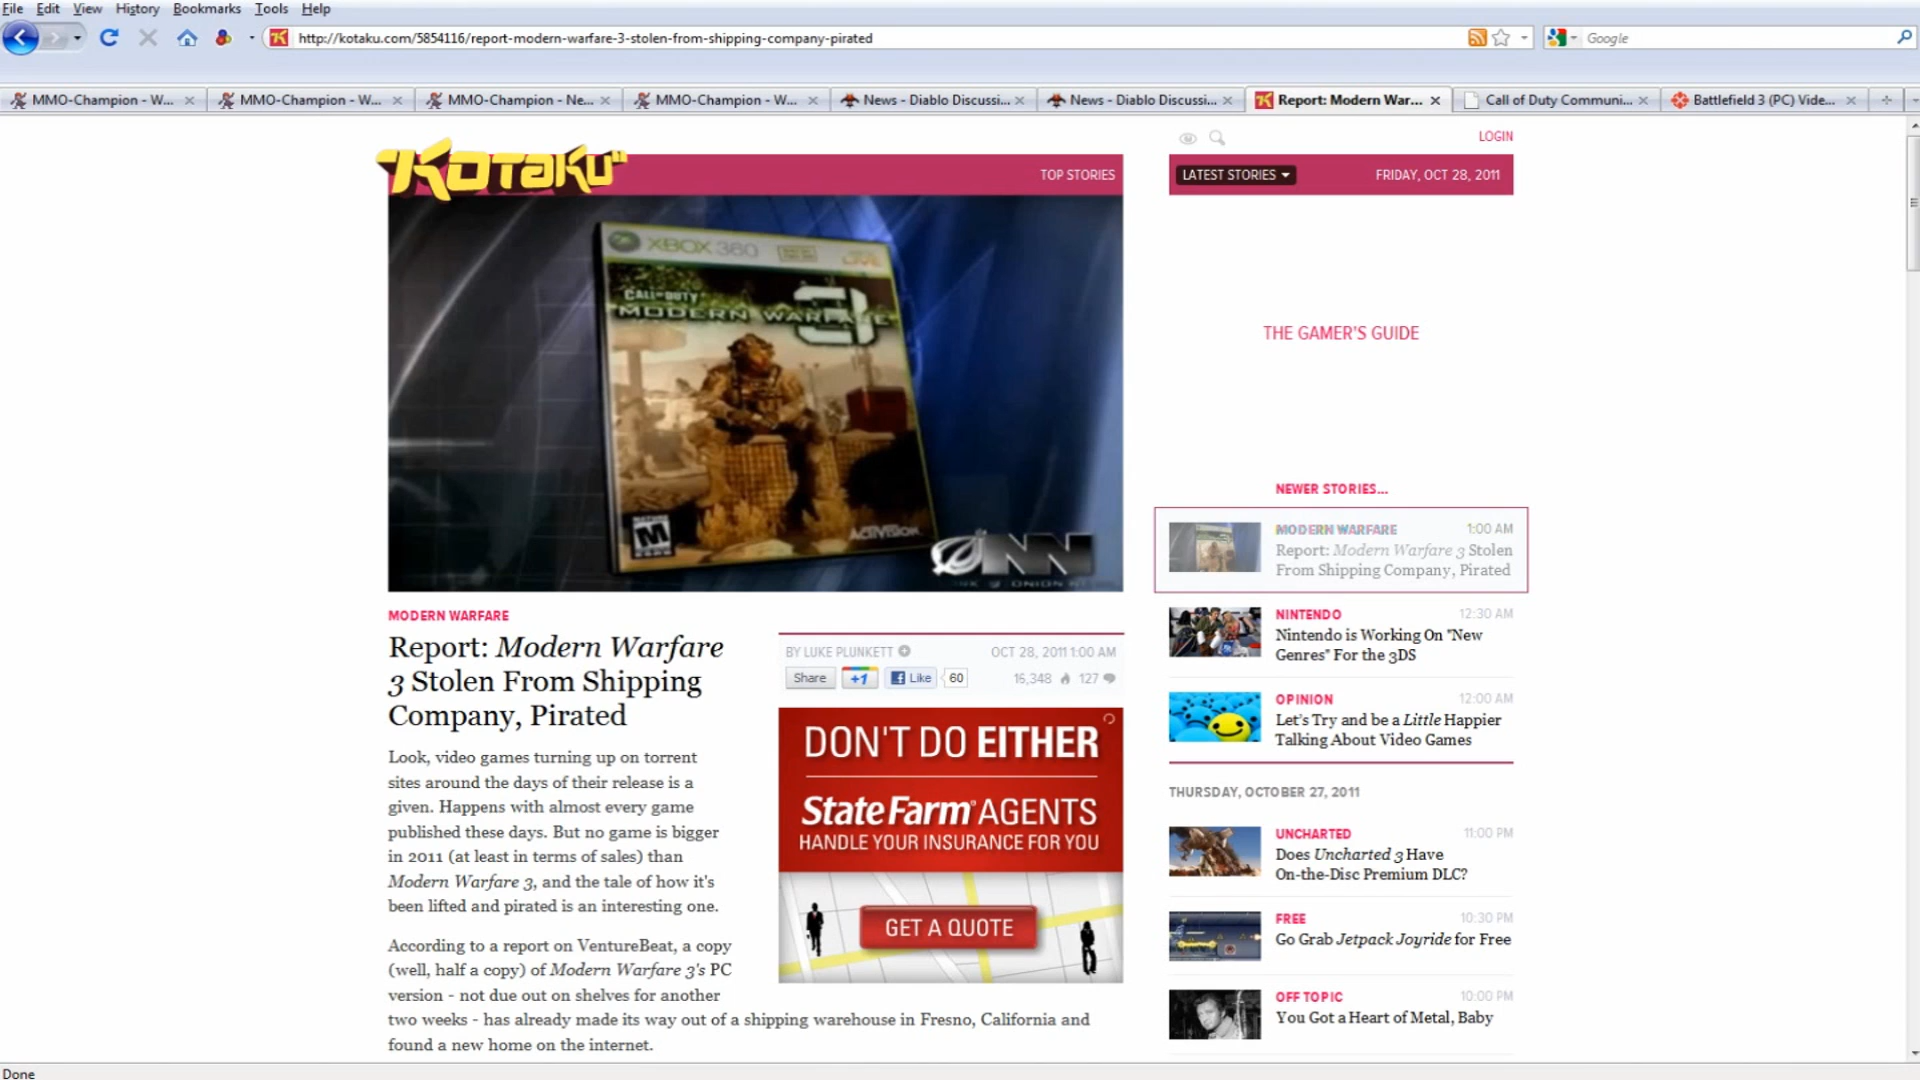 File Edit View History Bookmarks Tools Help
http://kotaku.com/5854116/report-modern-warfare-3-stolen-from-shipping-company-pirated
Google
MMO-Champion - W...
MMO-Champion - W...
MMO-Champion - Ne...
MMO-Champion - W...
News - Diablo Discussi...
News - Diablo Discussi...
Report: Modern War...
Call of Duty Communi...
Battlefield 3 (PC) Vide...
LOGIN
KOTAKU
TOP STORIES
LATEST STORIES
FRIDAY, OCT 28, 2011
XBOX 360
LIVE
CALL OF DUTY
MODERN WARFARE
3
M
ACTIVISION
ONN
THE GAMER'S GUIDE
NEWER STORIES...
MODERN WARFARE 1:00 AM
Report: Modern Warfare 3 Stolen
From Shipping Company, Pirated
NINTENDO 12:30 AM
Nintendo is Working On "New
Genres" For the 3DS
OPINION 12:00 AM
Let's Try and be a Little Happier
Talking About Video Games
THURSDAY, OCTOBER 27, 2011
UNCHARTED 11:00 PM
Does Uncharted 3 Have
On-the-Disc Premium DLC?
FREE 10:30 PM
Go Grab Jetpack Joyride for Free
OFF TOPIC 10:00 PM
You Got a Heart of Metal, Baby
MODERN WARFARE
Report: Modern Warfare
3 Stolen From Shipping
Company, Pirated
BY LUKE PLUNKETT OCT 28, 2011 1:00 AM
Share +1 Like 60 16,348 127
DON'T DO EITHER
State Farm® AGENTS
HANDLE YOUR INSURANCE FOR YOU
GET A QUOTE
Look, video games turning up on torrent
sites around the days of their release is a
given. Happens with almost every game
published these days. But no game is bigger
in 2011 (at least in terms of sales) than
Modern Warfare 3, and the tale of how it's
been lifted and pirated is an interesting one.
According to a report on VentureBeat, a copy
(well, half a copy) of Modern Warfare 3's PC
version - not due out on shelves for another
two weeks - has already made its way out of a shipping warehouse in Fresno, California and
found a new home on the internet.
Done